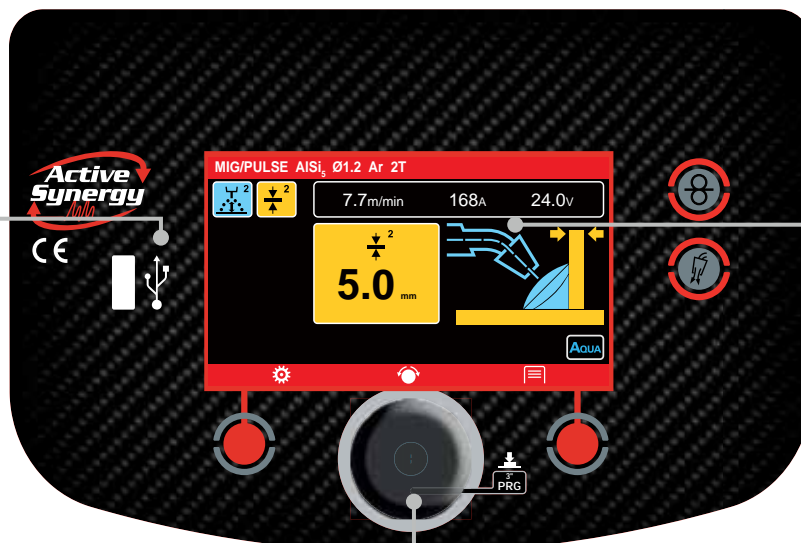 MIG/PULSE AlSi₅ Ø1.2 Ar 2T
Active
Synergy
CE
2
2
7.7m/min 168A 24.0V
2
5.0 mm
AQUA
3"
PRG